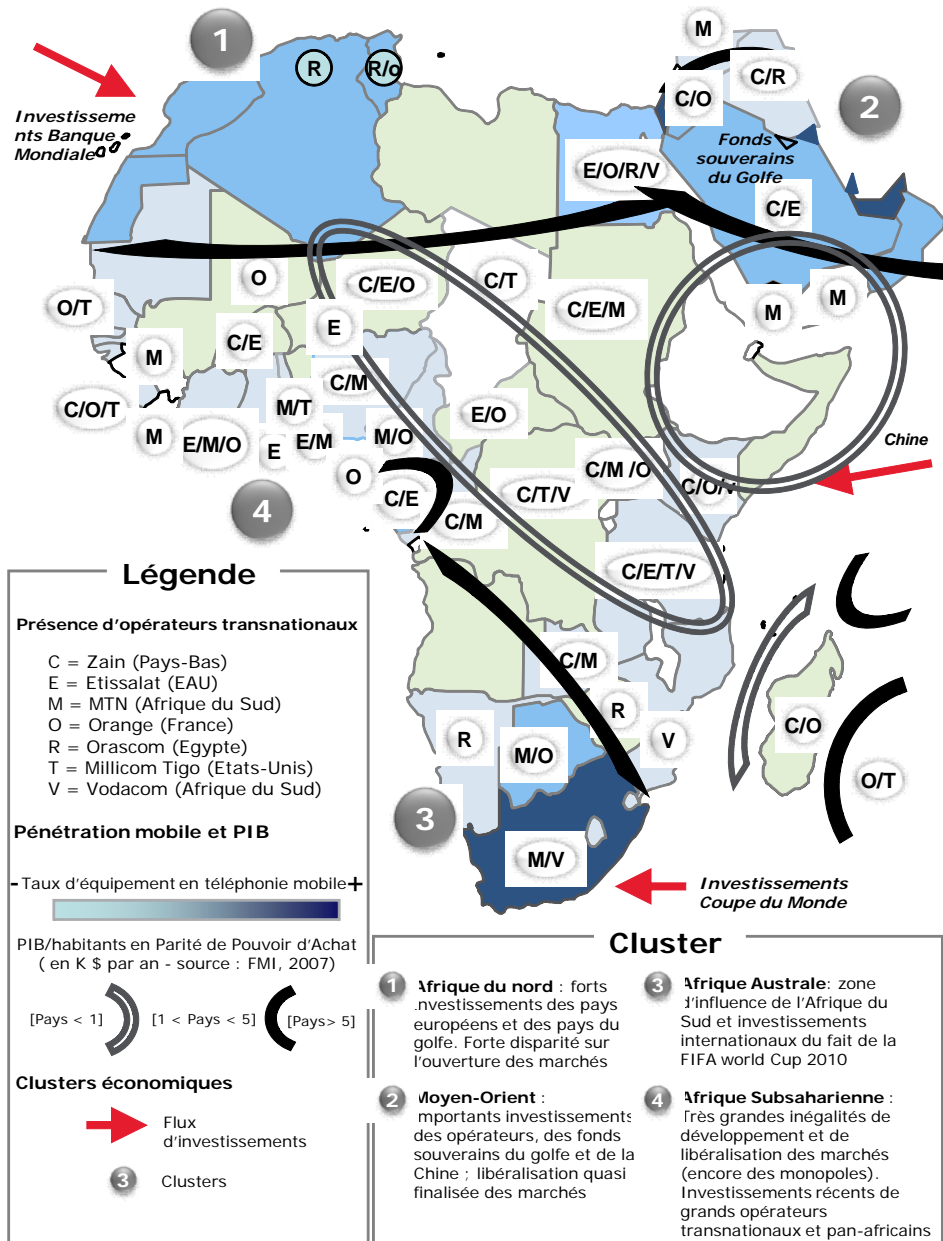 1
R
R/o
M
C/R
C/O
2
Investisseme
nts Banque
Mondiale
Fonds
souverains
du Golfe
E/O/R/V
C/E
O
C/E/O
C/T
O/T
C/E/M
M
M
E
C/E
M
C/M
C/O/T
M/T
E/O
M
E/M/O
E
E/M
M/O
Chine
O
C/M /O
C/O/V
C/E
C/T/V
4
C/M
C/E/T/V
C/M
R
R
V
M/O
C/O
O/T
3
M/V
Investissements
Coupe du Monde
Légende
Présence d'opérateurs transnationaux
C = Zain (Pays-Bas)
E = Etissalat (EAU)
M = MTN (Afrique du Sud)
O = Orange (France)
R = Orascom (Egypte)
T = Millicom Tigo (Etats-Unis)
V = Vodacom (Afrique du Sud)
Pénétration mobile et PIB
- Taux d'équipement en téléphonie mobile +
PIB/habitants en Parité de Pouvoir d'Achat
( en K $ par an - source : FMI, 2007)
[Pays < 1] [1 < Pays < 5] [Pays> 5]
Clusters économiques
Flux
d'investissements
3 Clusters
Cluster
1 Afrique du nord : forts
investissements des pays
européens et des pays du
golfe. Forte disparité sur
l'ouverture des marchés
2 Moyen-Orient :
importants investissements
des opérateurs, des fonds
souverains du golfe et de la
Chine ; libéralisation quasi
finalisée des marchés
3 Afrique Australe: zone
d'influence de l'Afrique du
Sud et investissements
internationaux du fait de la
FIFA world Cup 2010
4 Afrique Subsaharienne :
Très grandes inégalités de
développement et de
libéralisation des marchés
(encore des monopoles).
Investissements récents de
grands opérateurs
transnationaux et pan-africains